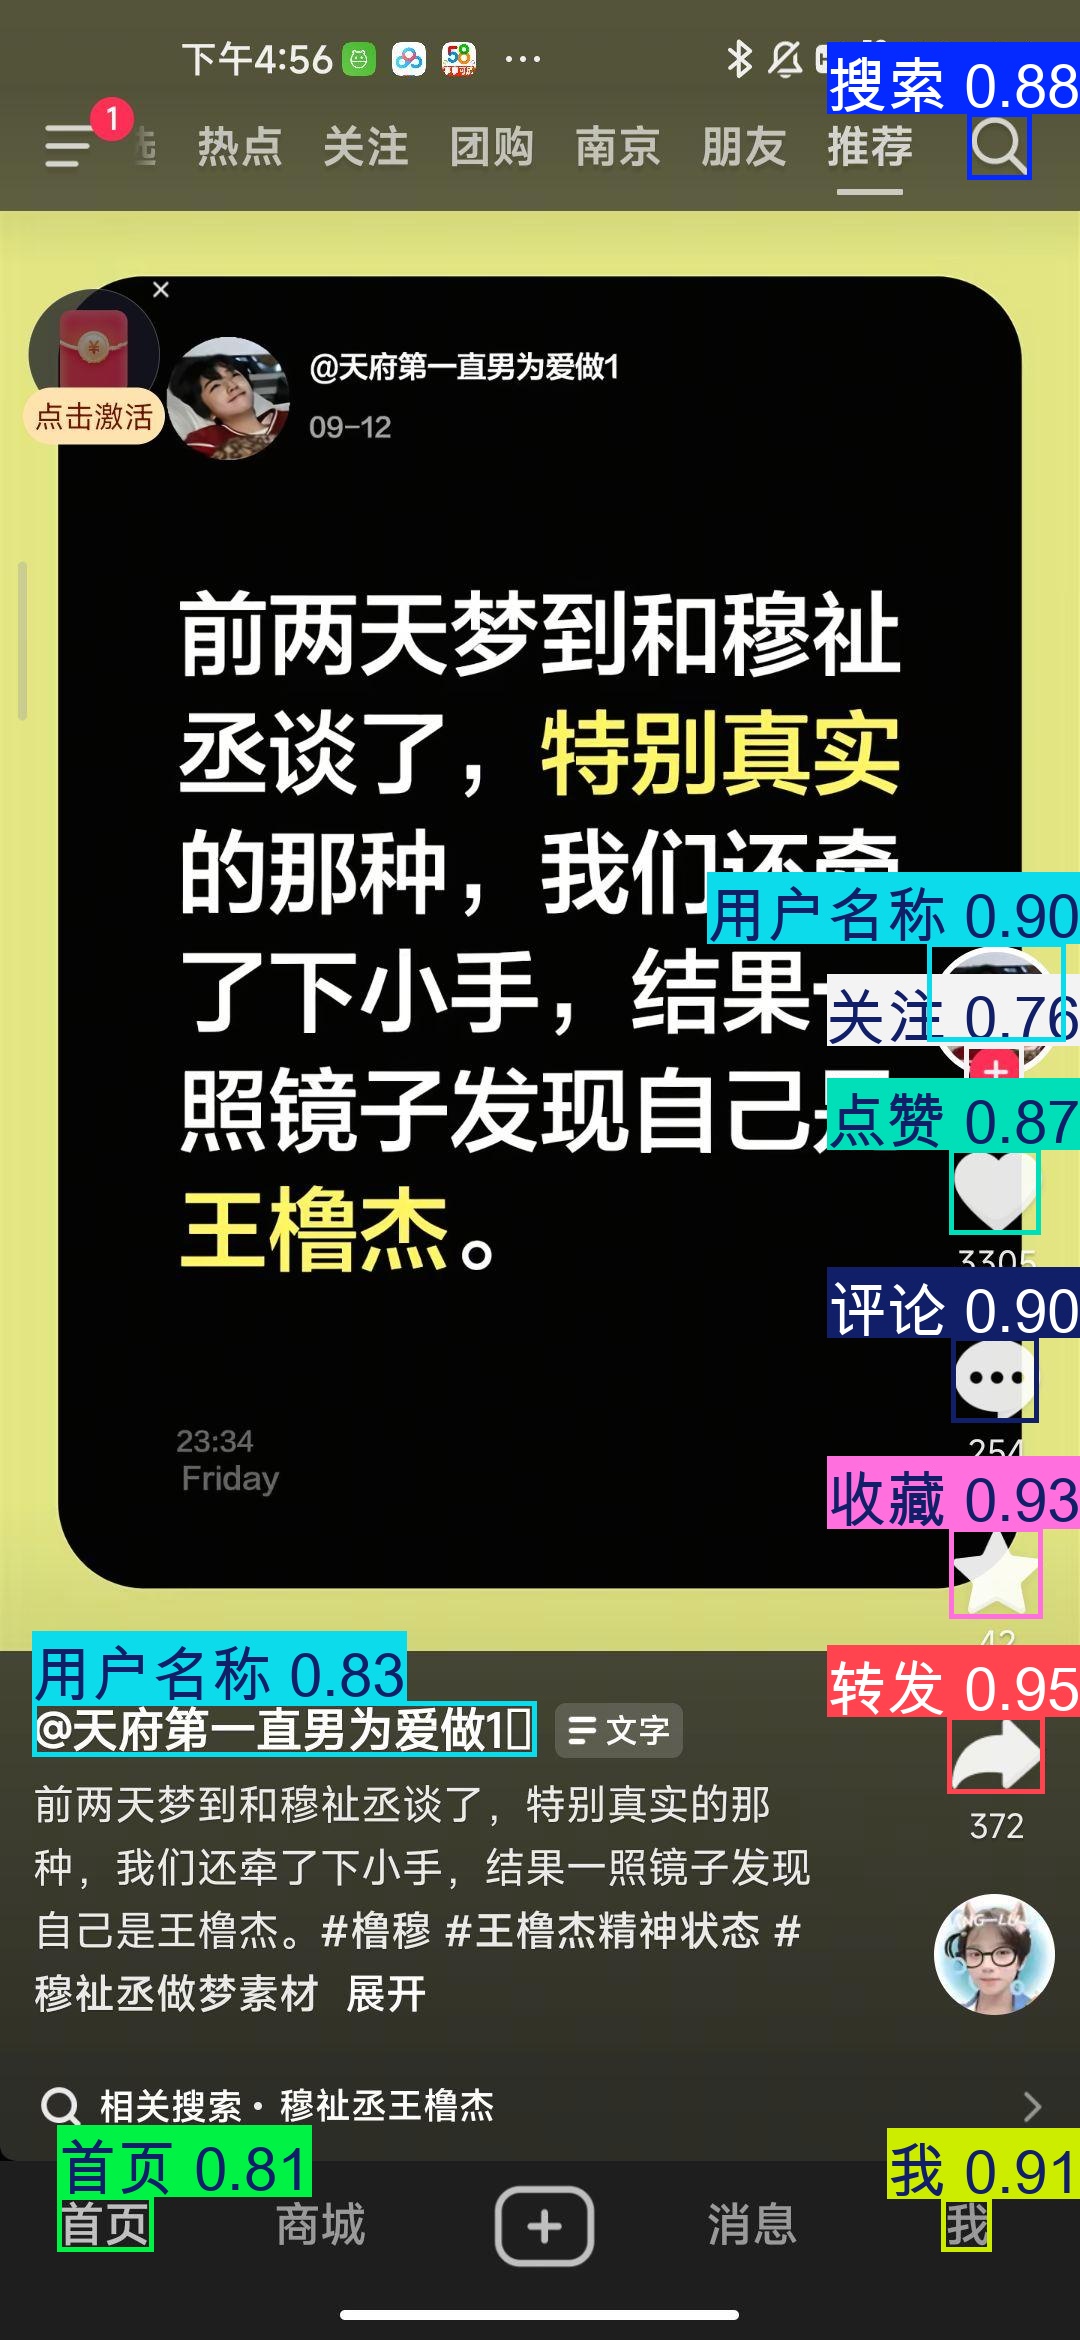 下午4:56 58 ...
搜索 0.88
1
热点 关注 团购 南京 朋友 推荐
@天府第一直男为爱做1
09-12
点击激活
前两天梦到和穆祉
丞谈了，特别真实
的那种，我们还牵
用户名称 0.90
了下小手，结果一
关注 0.76
照镜子发现自己是
点赞 0.87
王橹杰。
3305
评论 0.90
23:34
254
Friday
收藏 0.93
42
用户名称 0.83
转发 0.95
@天府第一直男为爱做1 文字
前两天梦到和穆祉丞谈了，特别真实的那
372
种，我们还牵了下小手，结果一照镜子发现
自己是王橹杰。#橹穆 #王橹杰精神状态 #
穆祉丞做梦素材 展开
相关搜索·穆祉丞王橹杰
首页 0.81
我 0.91
首页 商城 消息 我